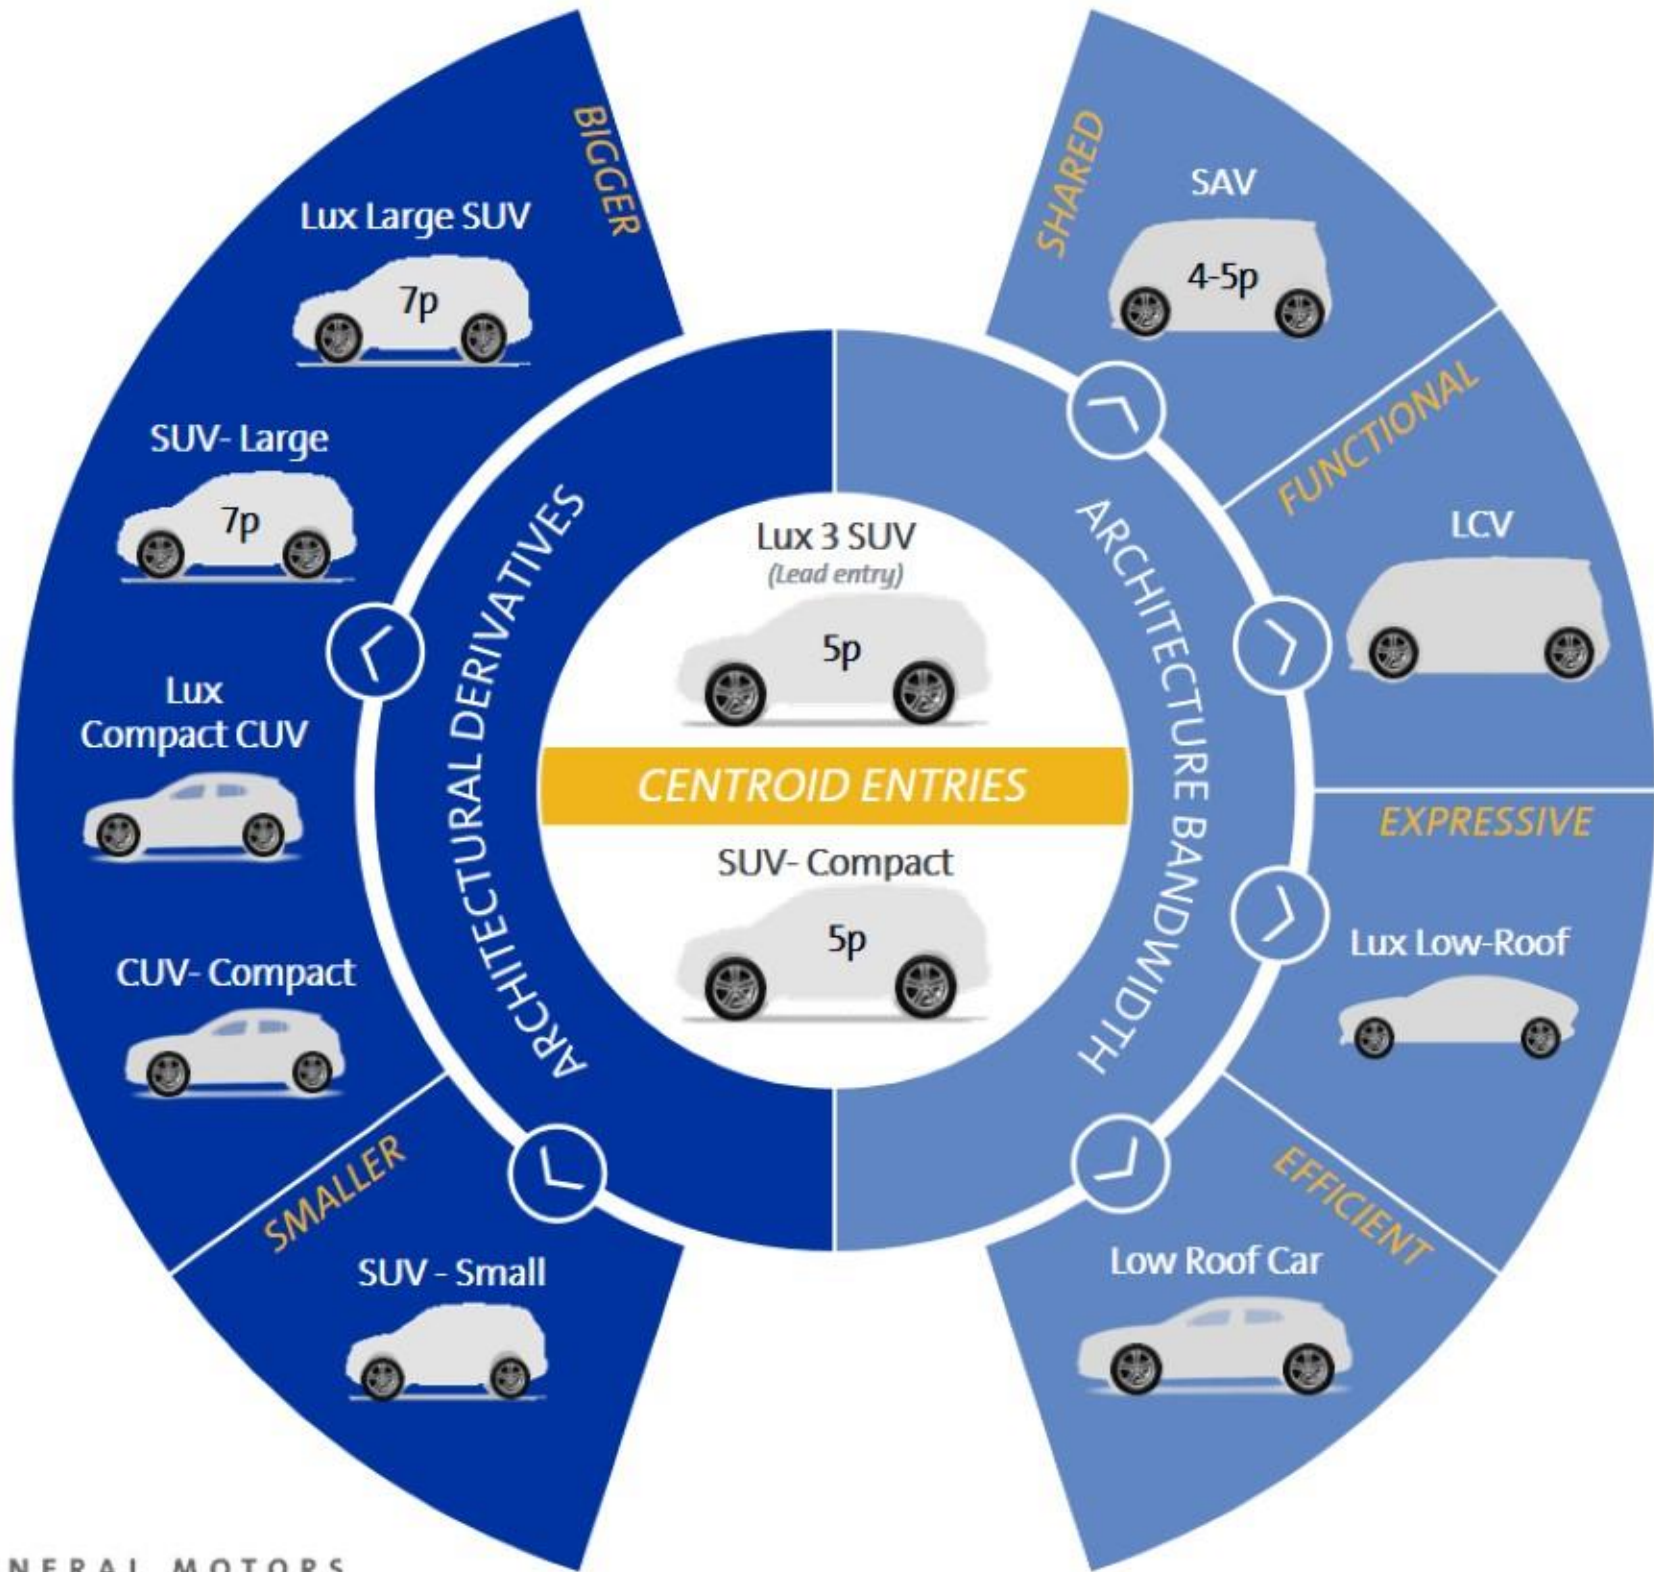 BIGGER
Lux Large SUV
7p
SUV- Large
7p
Lux
Compact CUV
CUV- Compact
SMALLER
SUV - Small
ARCHITECTURAL DERIVATIVES
Lux 3 SUV
(Lead entry)
5p
CENTROID ENTRIES
SUV- Compact
5p
ARCHITECTURE BANDWIDTH
SHARED
SAV
4-5p
FUNCTIONAL
LCV
EXPRESSIVE
Lux Low-Roof
EFFICIENT
Low Roof Car
NERAL MOTORS